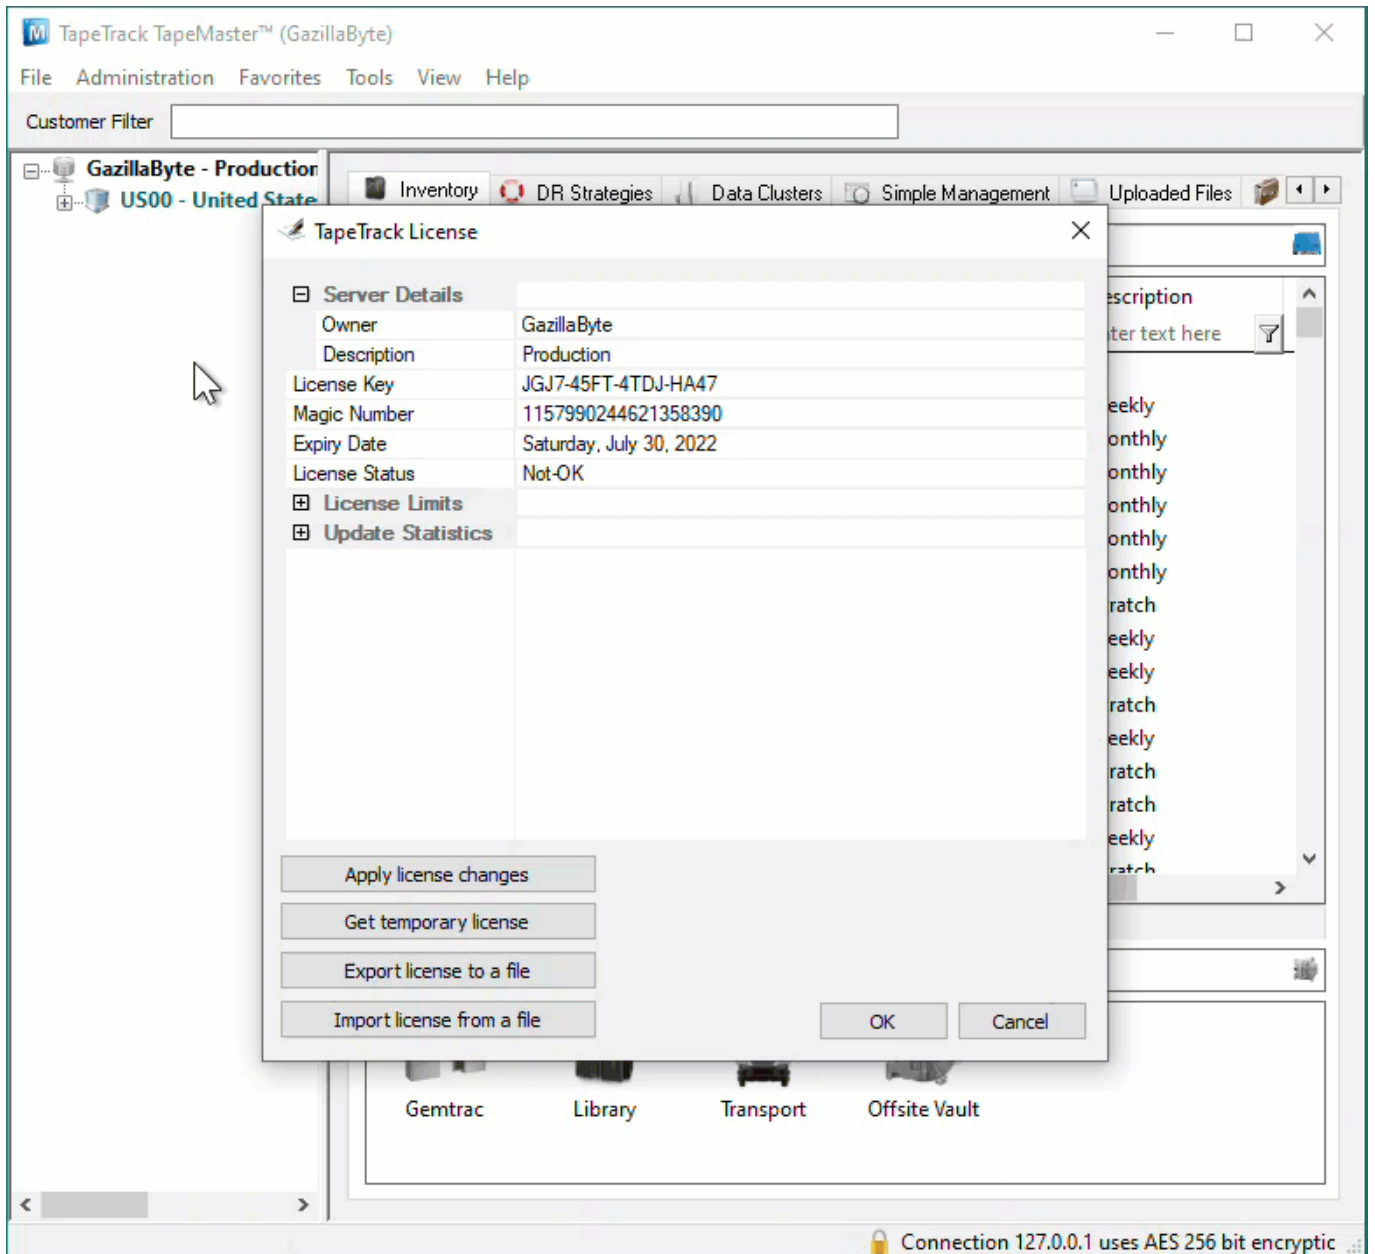 TapeTrack TapeMaster™ (GazillaByte)
File Administration Favorites Tools View Help
Customer Filter
GazillaByte - Production
US00 - United State
Inventory DR Strategies Data Clusters Simple Management Uploaded Files
TapeTrack License
Server Details
Owner GazillaByte
Description Production
License Key JGJ7-45FT-4TDJ-HA47
Magic Number 1157990244621358390
Expiry Date Saturday, July 30, 2022
License Status Not-OK
License Limits
Update Statistics
Apply license changes
Get temporary license
Export license to a file
Import license from a file
OK Cancel
escription
ter text here
eekly
onthly
onthly
onthly
onthly
onthly
ratch
eekly
eekly
ratch
eekly
ratch
ratch
eekly
ratch
Gemtrac Library Transport Offsite Vault
Connection 127.0.0.1 uses AES 256 bit encryptic